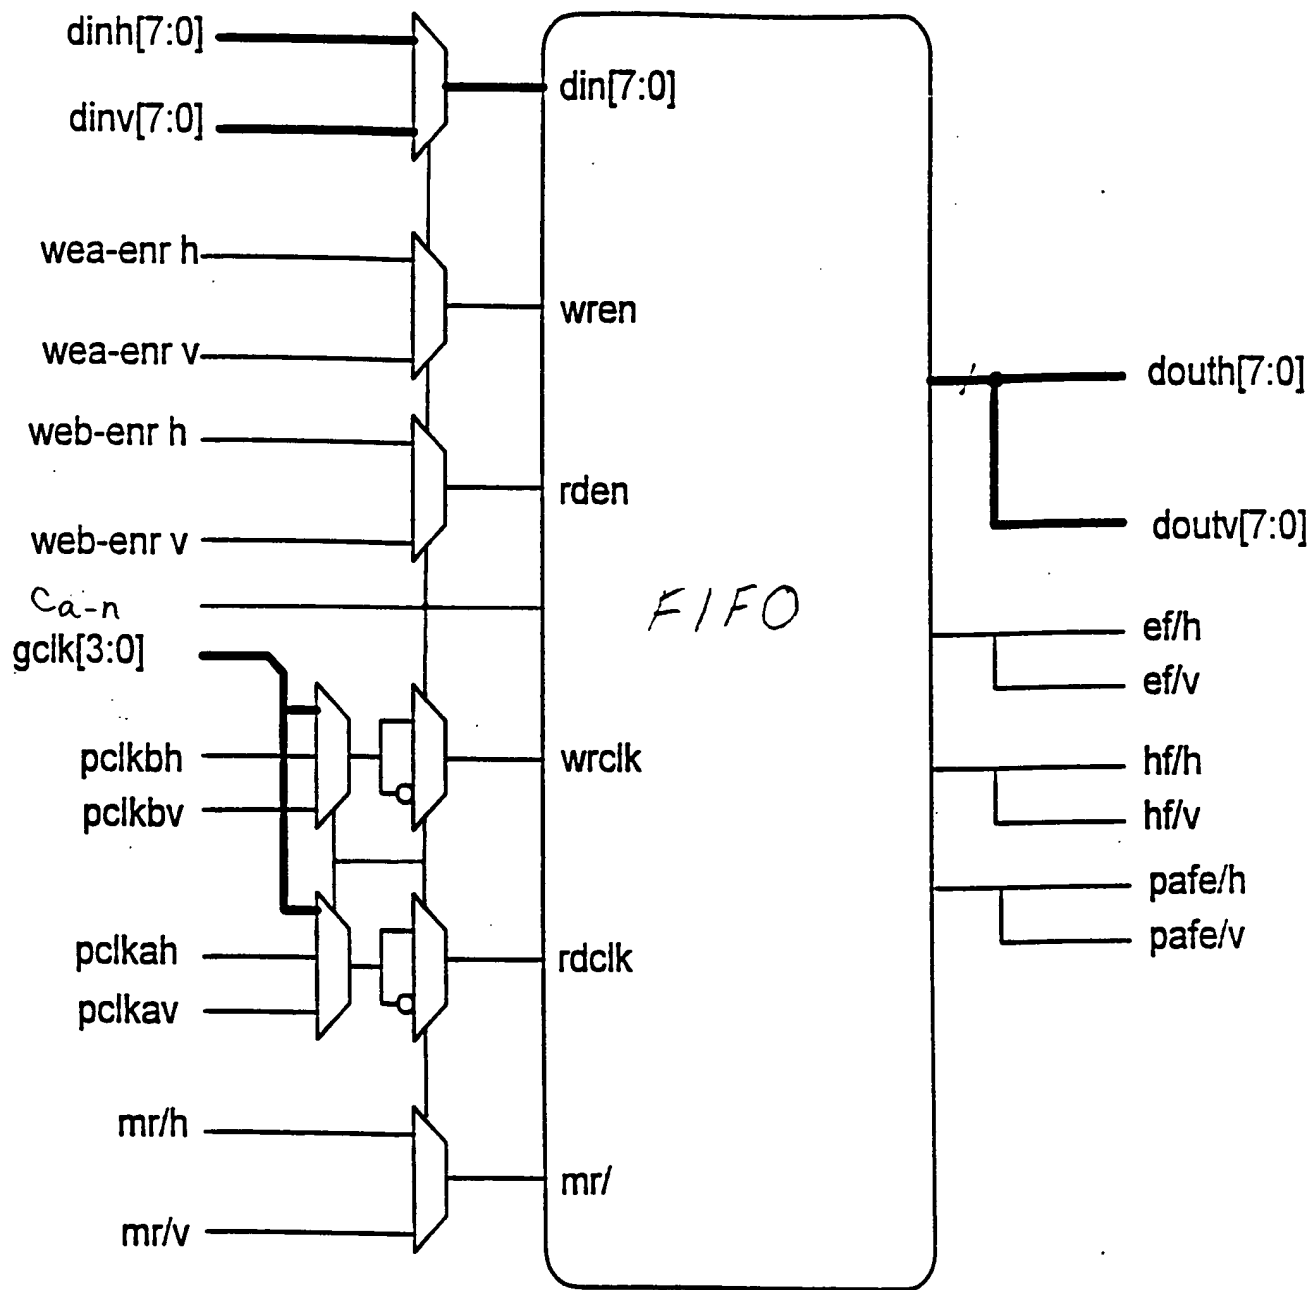 dinh[7:0]
din[7:0]
dinv[7:0]
wea-enr h
wren
wea-enr v
douth[7:0]
web-enr h
rden
web-enr v
doutv[7:0]
Ca-n
FIFO
gclk[3:0]
ef/h
ef/v
pclkbh
wrclk
hf/h
pclkbv
hf/v
pafe/h
pclkah
rdclk
pafe/v
pclkav
mr/h
mr/
mr/v